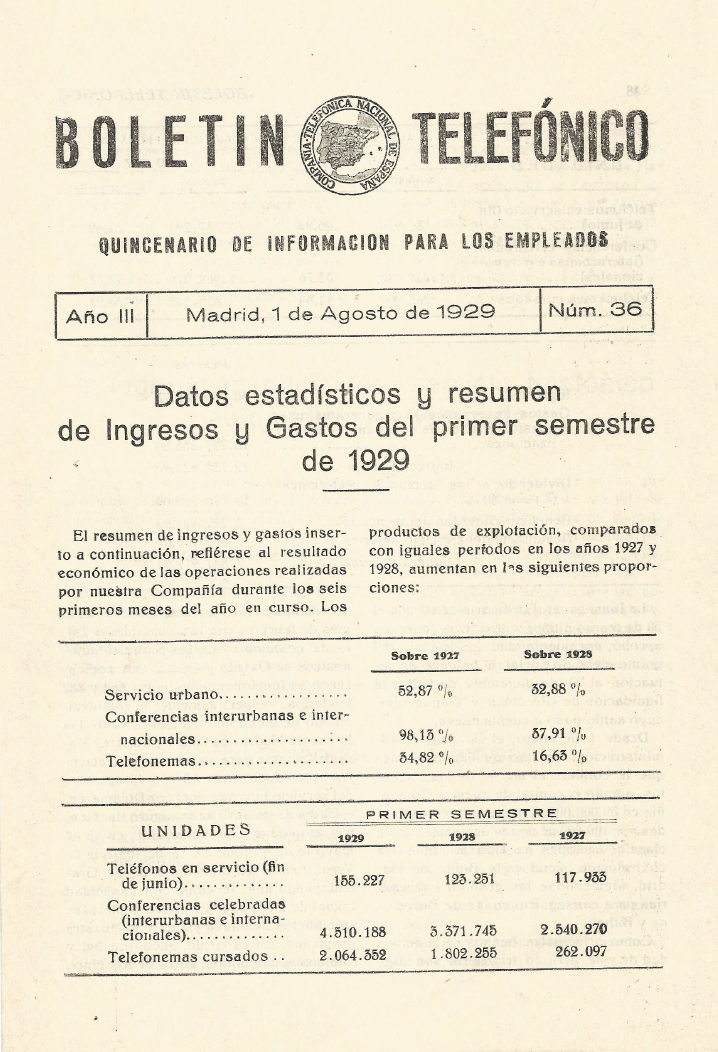 BOLETIN TELEFÓNICO
COMPAÑIA TELEFONICA NACIONAL DE ESPAÑA
QUINCENARIO DE INFORMACION PARA LOS EMPLEADOS
Año III Madrid, 1 de Agosto de 1929 Núm. 36
Datos estadísticos y resumen
de Ingresos y Gastos del primer semestre
de 1929
El resumen de ingresos y gastos inser-
to a continuación, refiérese al resultado
económico de las operaciones realizadas
por nuestra Compañía durante los seis
primeros meses del año en curso. Los
productos de explotación, comparados
con iguales períodos en los años 1927 y
1928, aumentan en las siguientes propor-
ciones:
Sobre 1927 Sobre 1928
Servicio urbano.................. 52,87 % 32,88 %
Conferencias interurbanas e inter-
nacionales..................... 98,13 % 37,91 %
Telefonemas..................... 34,82 % 16,63 %
UNIDADES PRIMER SEMESTRE
1929 1928 1927
Teléfonos en servicio (fin
de junio).............. 155.227 123.251 117.933
Conferencias celebradas
(interurbanas e interna-
cionales).............. 4.310.188 3.371.743 2.540.270
Telefonemas cursados .. 2.064.352 1.802.255 262.097